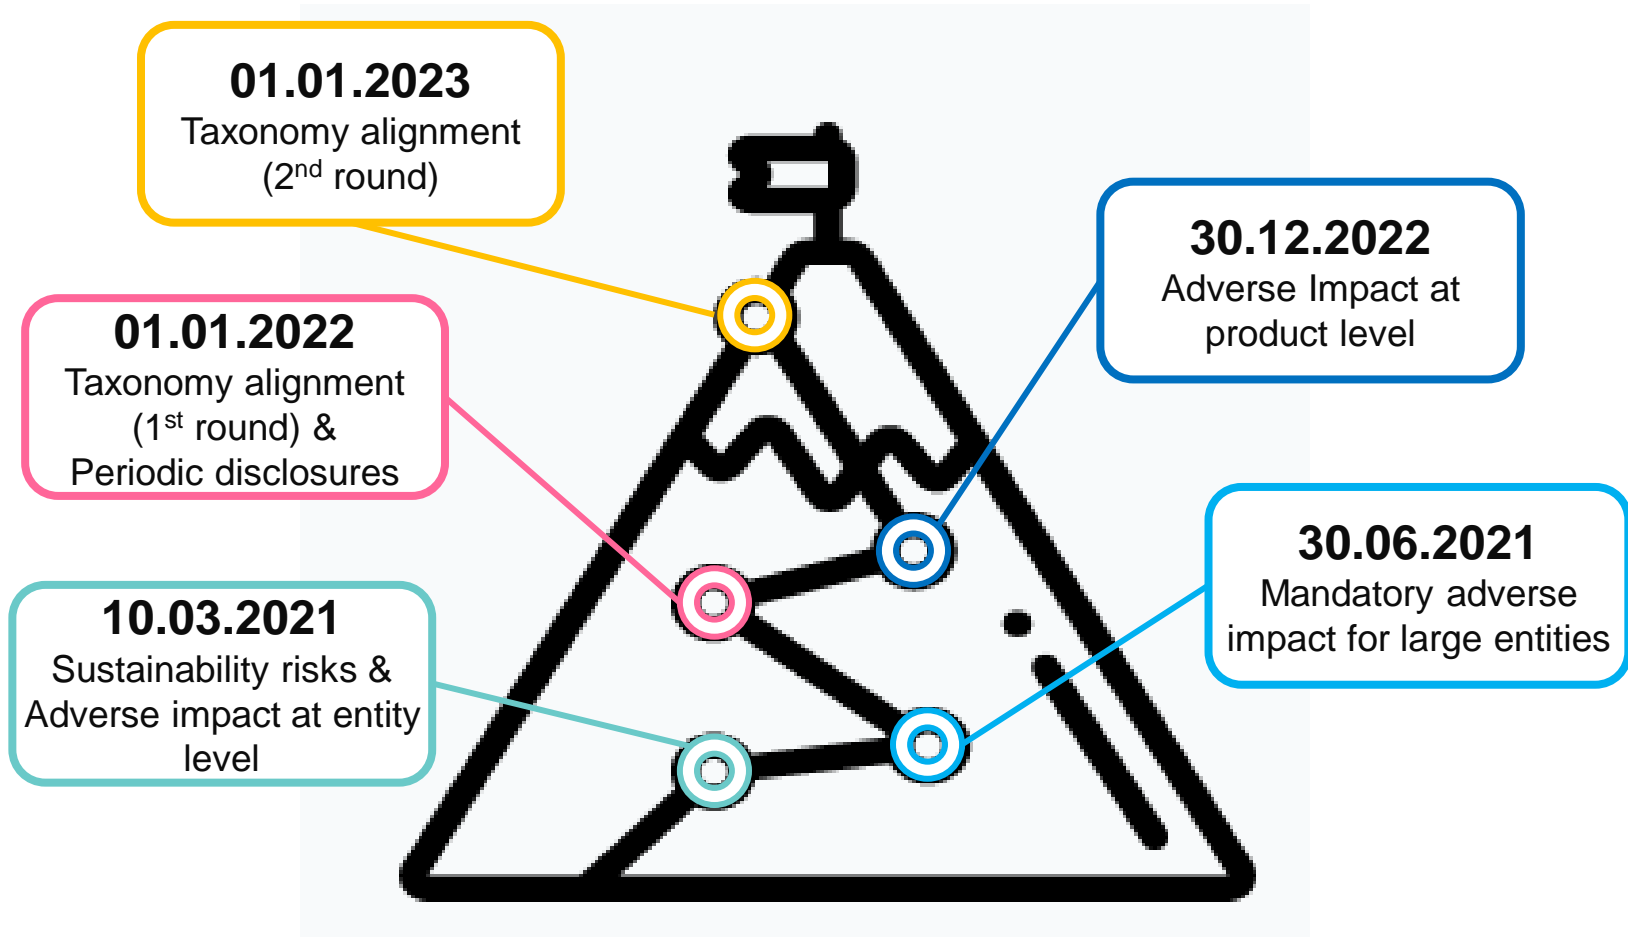 01.01.2023
Taxonomy alignment
(2nd round)
30.12.2022
Adverse Impact at
product level
01.01.2022
Taxonomy alignment
(1st round) &
Periodic disclosures
30.06.2021
Mandatory adverse
impact for large entities
10.03.2021
Sustainability risks &
Adverse impact at entity
level